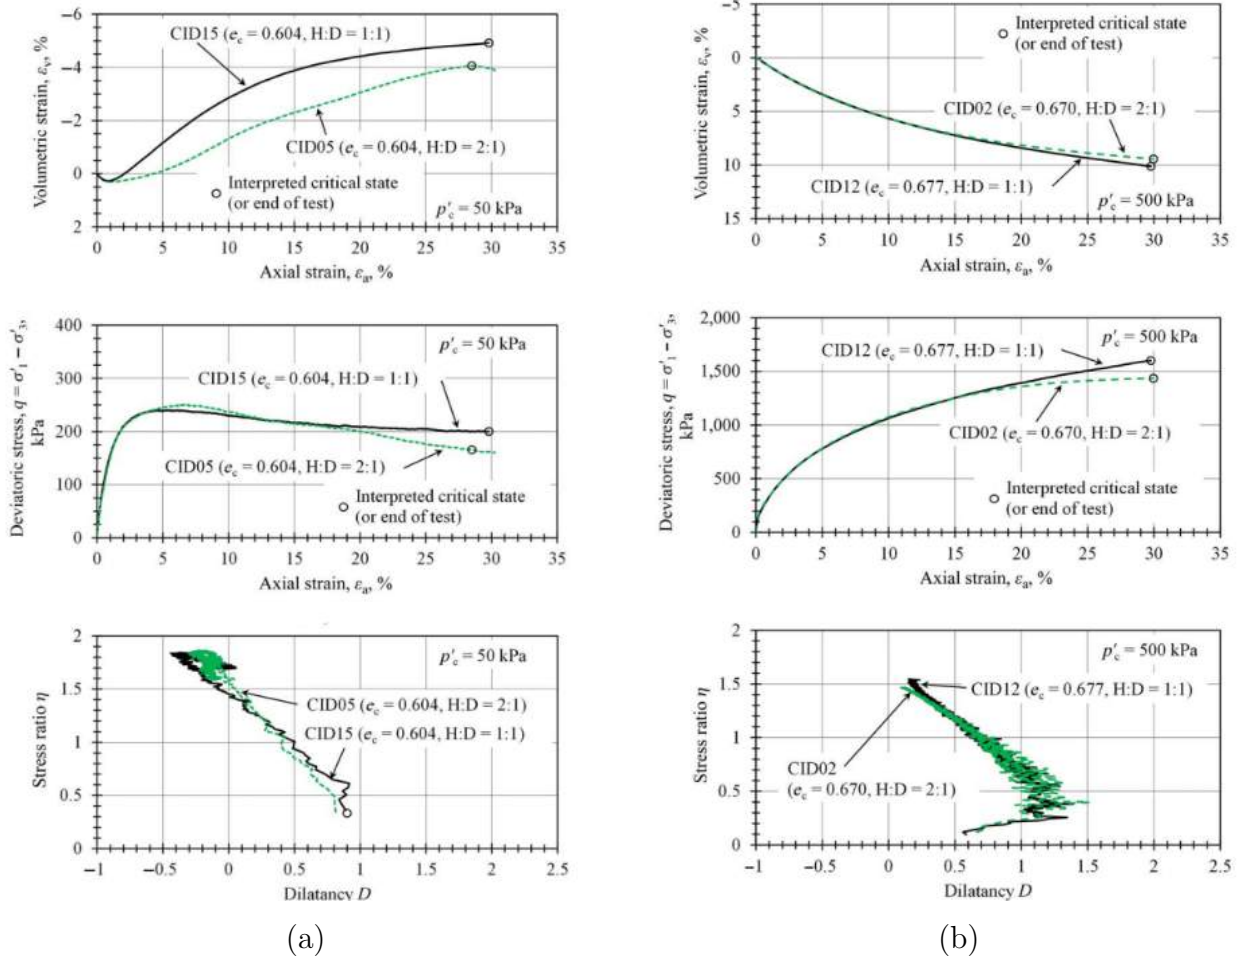 −6
−4
−2
0
2
Volumetric strain, εᵥ, %
CID15 (e_c = 0.604, H:D = 1:1)
CID05 (e_c = 0.604, H:D = 2:1)
Interpreted critical state
(or end of test)
p′_c = 50 kPa
0 5 10 15 20 25 30 35
Axial strain, ε_a, %
400
300
200
100
0
Deviatoric stress, q = σ′₁ − σ′₃,
kPa
p′_c = 50 kPa
CID15 (e_c = 0.604, H:D = 1:1)
CID05 (e_c = 0.604, H:D = 2:1)
Interpreted critical state
(or end of test)
0 5 10 15 20 25 30 35
Axial strain, ε_a, %
2
1.5
1
0.5
0
Stress ratio η
p′_c = 50 kPa
CID05 (e_c = 0.604, H:D = 2:1)
CID15 (e_c = 0.604, H:D = 1:1)
−1 −0.5 0 0.5 1 1.5 2 2.5
Dilatancy D
(a)
−5
0
5
10
15
Volumetric strain, εᵥ, %
Interpreted critical state
(or end of test)
CID02 (e_c = 0.670, H:D = 2:1)
CID12 (e_c = 0.677, H:D = 1:1)
p′_c = 500 kPa
0 5 10 15 20 25 30 35
Axial strain, ε_a, %
2,000
1,500
1,000
500
0
Deviatoric stress, q = σ′₁ − σ′₃,
kPa
p′_c = 500 kPa
CID12 (e_c = 0.677, H:D = 1:1)
CID02 (e_c = 0.670, H:D = 2:1)
Interpreted critical state
(or end of test)
0 5 10 15 20 25 30 35
Axial strain, ε_a, %
2
1.5
1
0.5
0
Stress ratio η
p′_c = 500 kPa
CID12 (e_c = 0.677, H:D = 1:1)
CID02
(e_c = 0.670, H:D = 2:1)
−1 −0.5 0 0.5 1 1.5 2 2.5
Dilatancy D
(b)